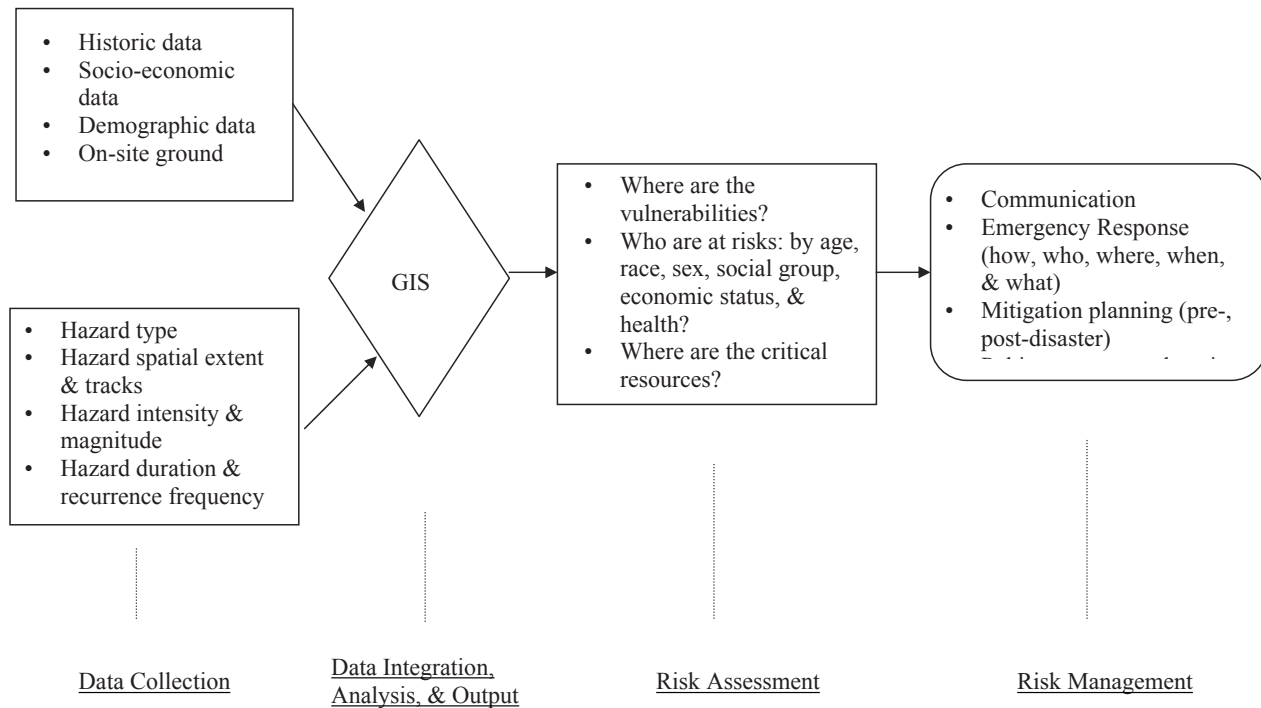 • Historic data
• Socio-economic
data
• Demographic data
• On-site ground
• Hazard type
• Hazard spatial extent
& tracks
• Hazard intensity &
magnitude
• Hazard duration &
recurrence frequency
GIS
• Where are the
vulnerabilities?
• Who are at risks: by age,
race, sex, social group,
economic status, &
health?
• Where are the critical
resources?
• Communication
• Emergency Response
(how, who, where, when,
& what)
• Mitigation planning (pre-,
post-disaster)
Data Collection
Data Integration,
Analysis, & Output
Risk Assessment
Risk Management